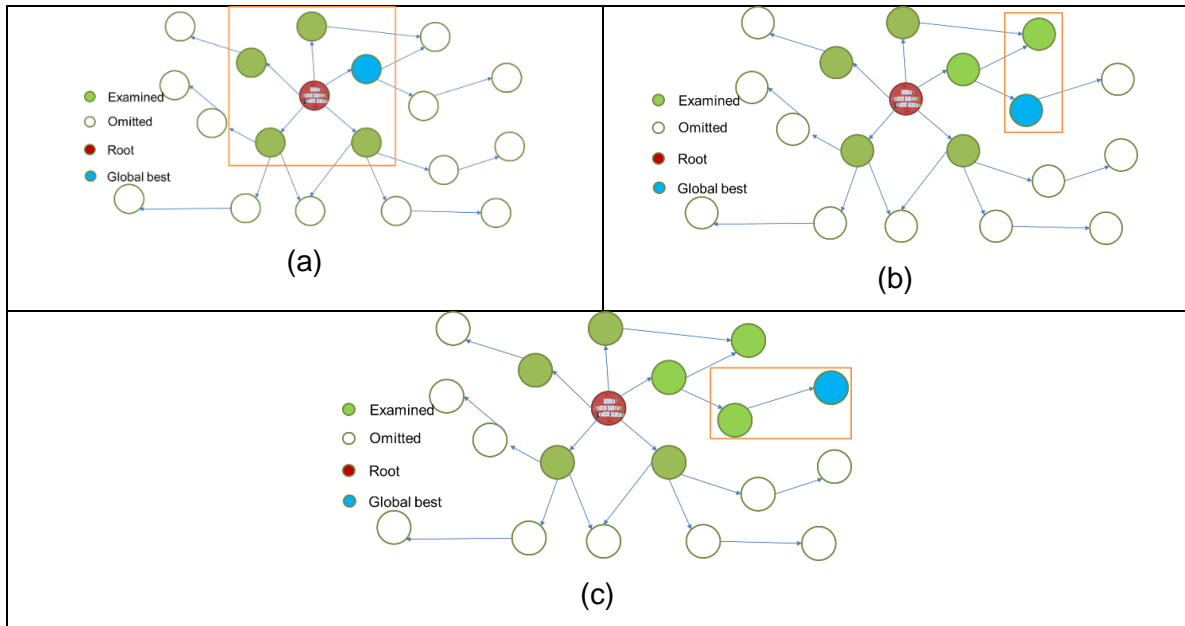 Examined
Omitted
Root
Global best
(a)
Examined
Omitted
Root
Global best
(b)
Examined
Omitted
Root
Global best
(c)